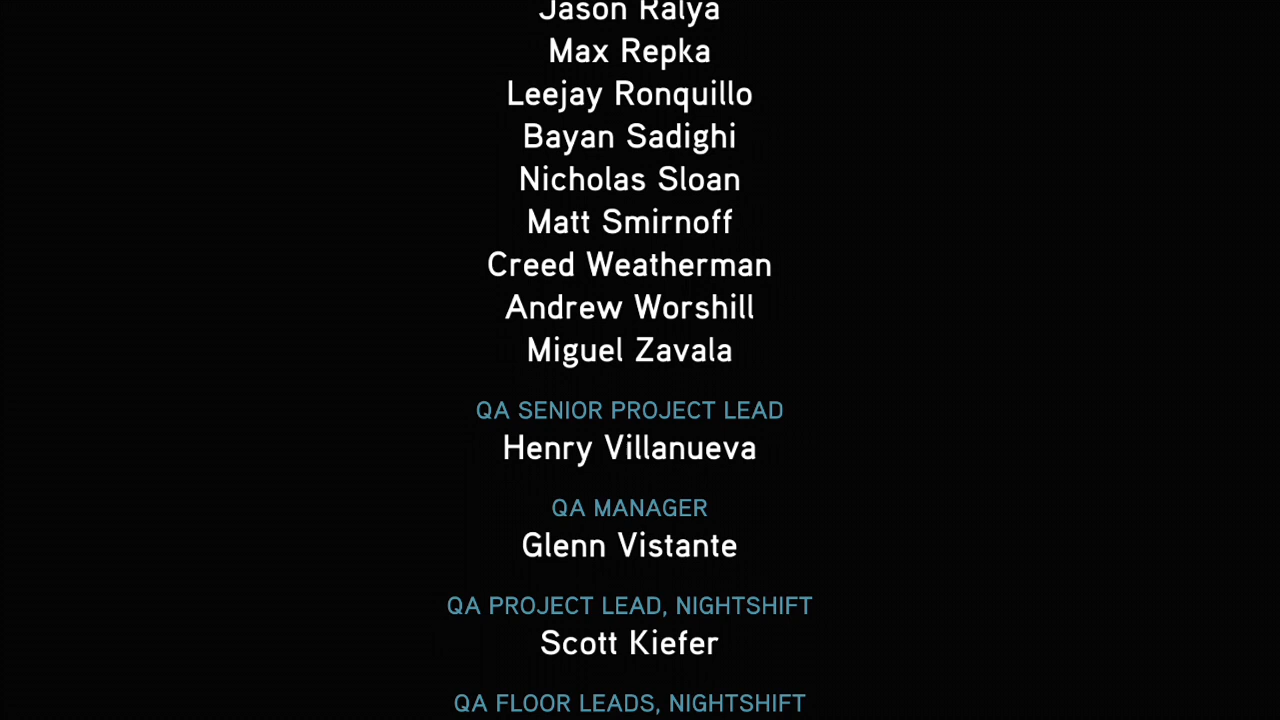 Jason Ralya
Max Repka
Leejay Ronquillo
Bayan Sadighi
Nicholas Sloan
Matt Smirnoff
Creed Weatherman
Andrew Worshill
Miguel Zavala
QA SENIOR PROJECT LEAD
Henry Villanueva
QA MANAGER
Glenn Vistante
QA PROJECT LEAD, NIGHTSHIFT
Scott Kiefer
QA FLOOR LEADS, NIGHTSHIFT